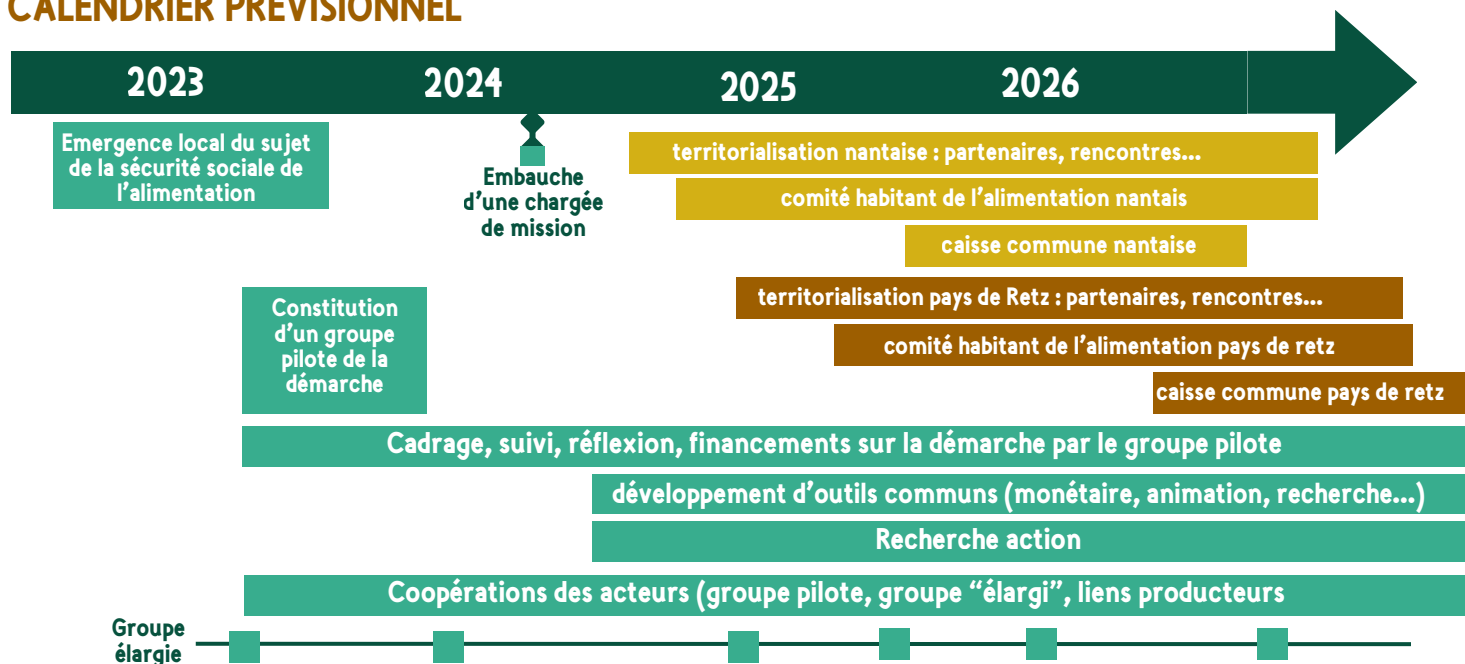 CALENDRIER PREVISIONNEL
2023
2024
2025
2026
Emergence local du sujet
de la sécurité sociale de
l'alimentation
Embauche
d'une chargée
de mission
territorialisation nantaise : partenaires, rencontres...
comité habitant de l'alimentation nantais
caisse commune nantaise
Constitution
d'un groupe
pilote de la
démarche
territorialisation pays de Retz : partenaires, rencontres...
comité habitant de l'alimentation pays de retz
caisse commune pays de retz
Cadrage, suivi, réflexion, financements sur la démarche par le groupe pilote
développement d'outils communs (monétaire, animation, recherche...)
Recherche action
Coopérations des acteurs (groupe pilote, groupe “élargi”, liens producteurs
Groupe
élargie